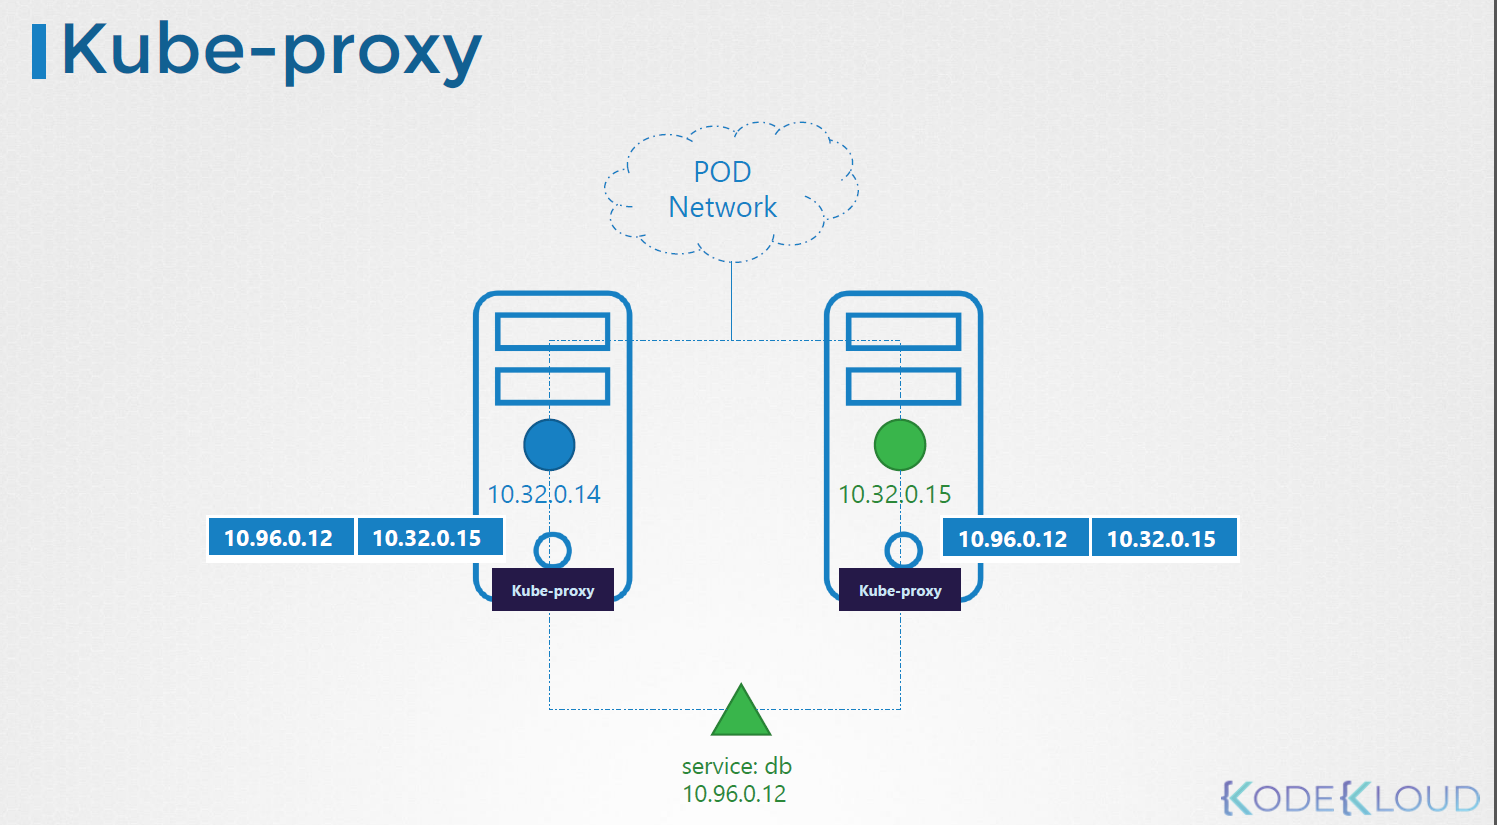 Kube-proxy
POD
Network
10.32.0.14
10.32.0.15
10.96.0.12 10.32.0.15
10.96.0.12 10.32.0.15
Kube-proxy
Kube-proxy
service: db
10.96.0.12
KODEKLOUD